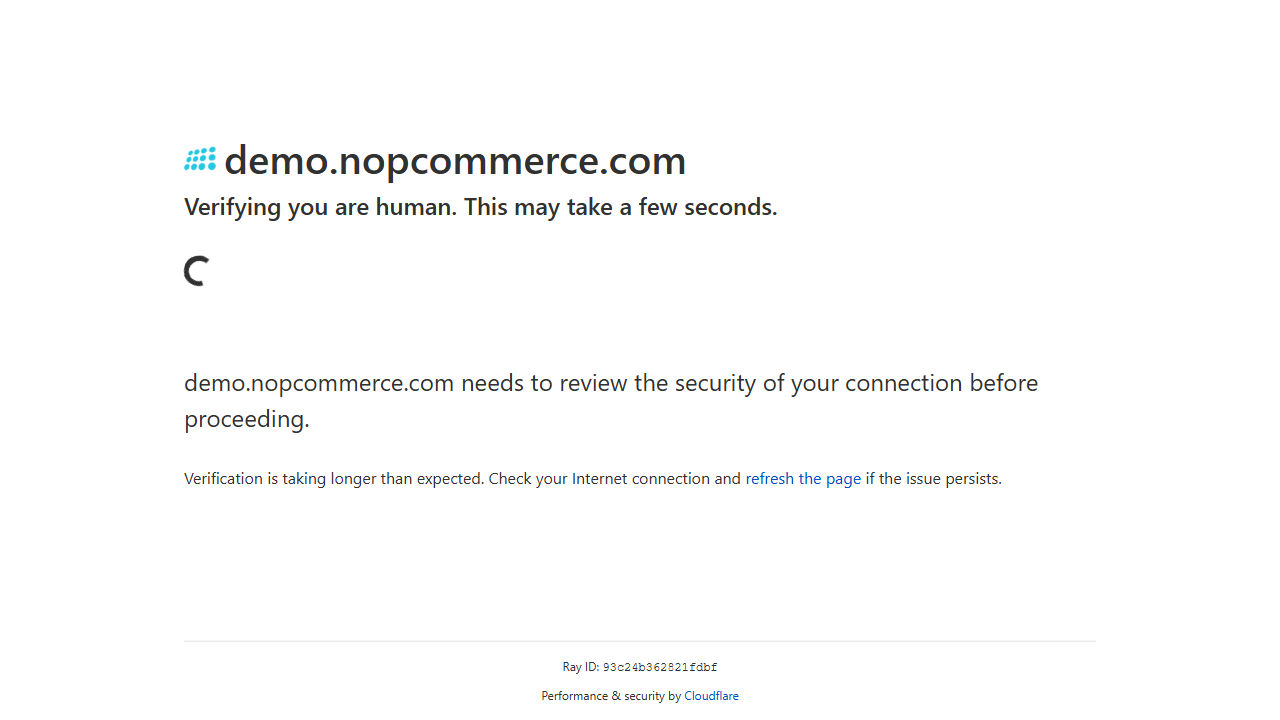 demo.nopcommerce.com
Verifying you are human. This may take a few seconds.
demo.nopcommerce.com needs to review the security of your connection before
proceeding.
Verification is taking longer than expected. Check your Internet connection and refresh the page if the issue persists.
Ray ID: 93c24b362821fdbf
Performance & security by Cloudflare